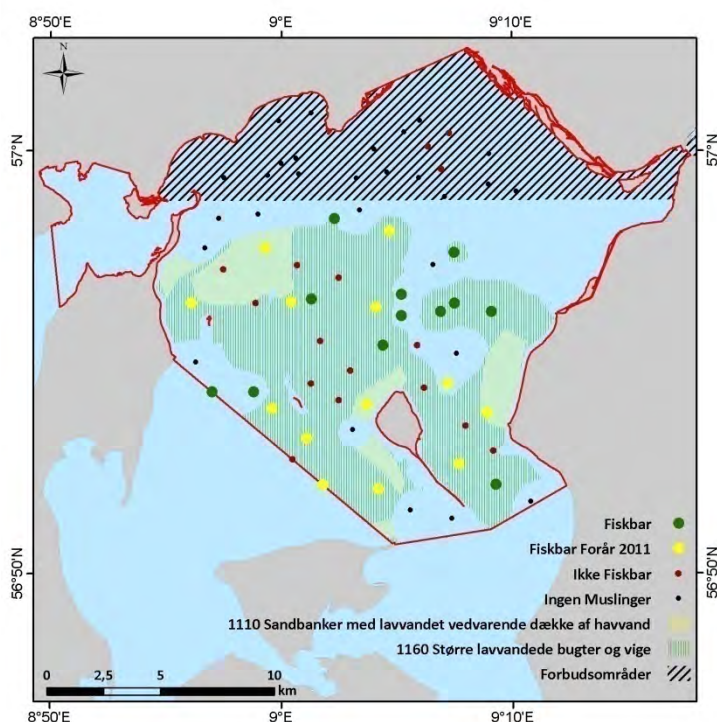 8°50'E 9°E 9°10'E
N
57°N 57°N
Fiskbar
Fiskbar Forår 2011
Ikke Fiskbar
Ingen Muslinger
1110 Sandbanker med lavvandet vedvarende dække af havvand
1160 Større lavvandede bugter og vige
Forbudsområder
56°50'N 56°50'N
0 2,5 5 10
km
8°50'E 9°E 9°10'E